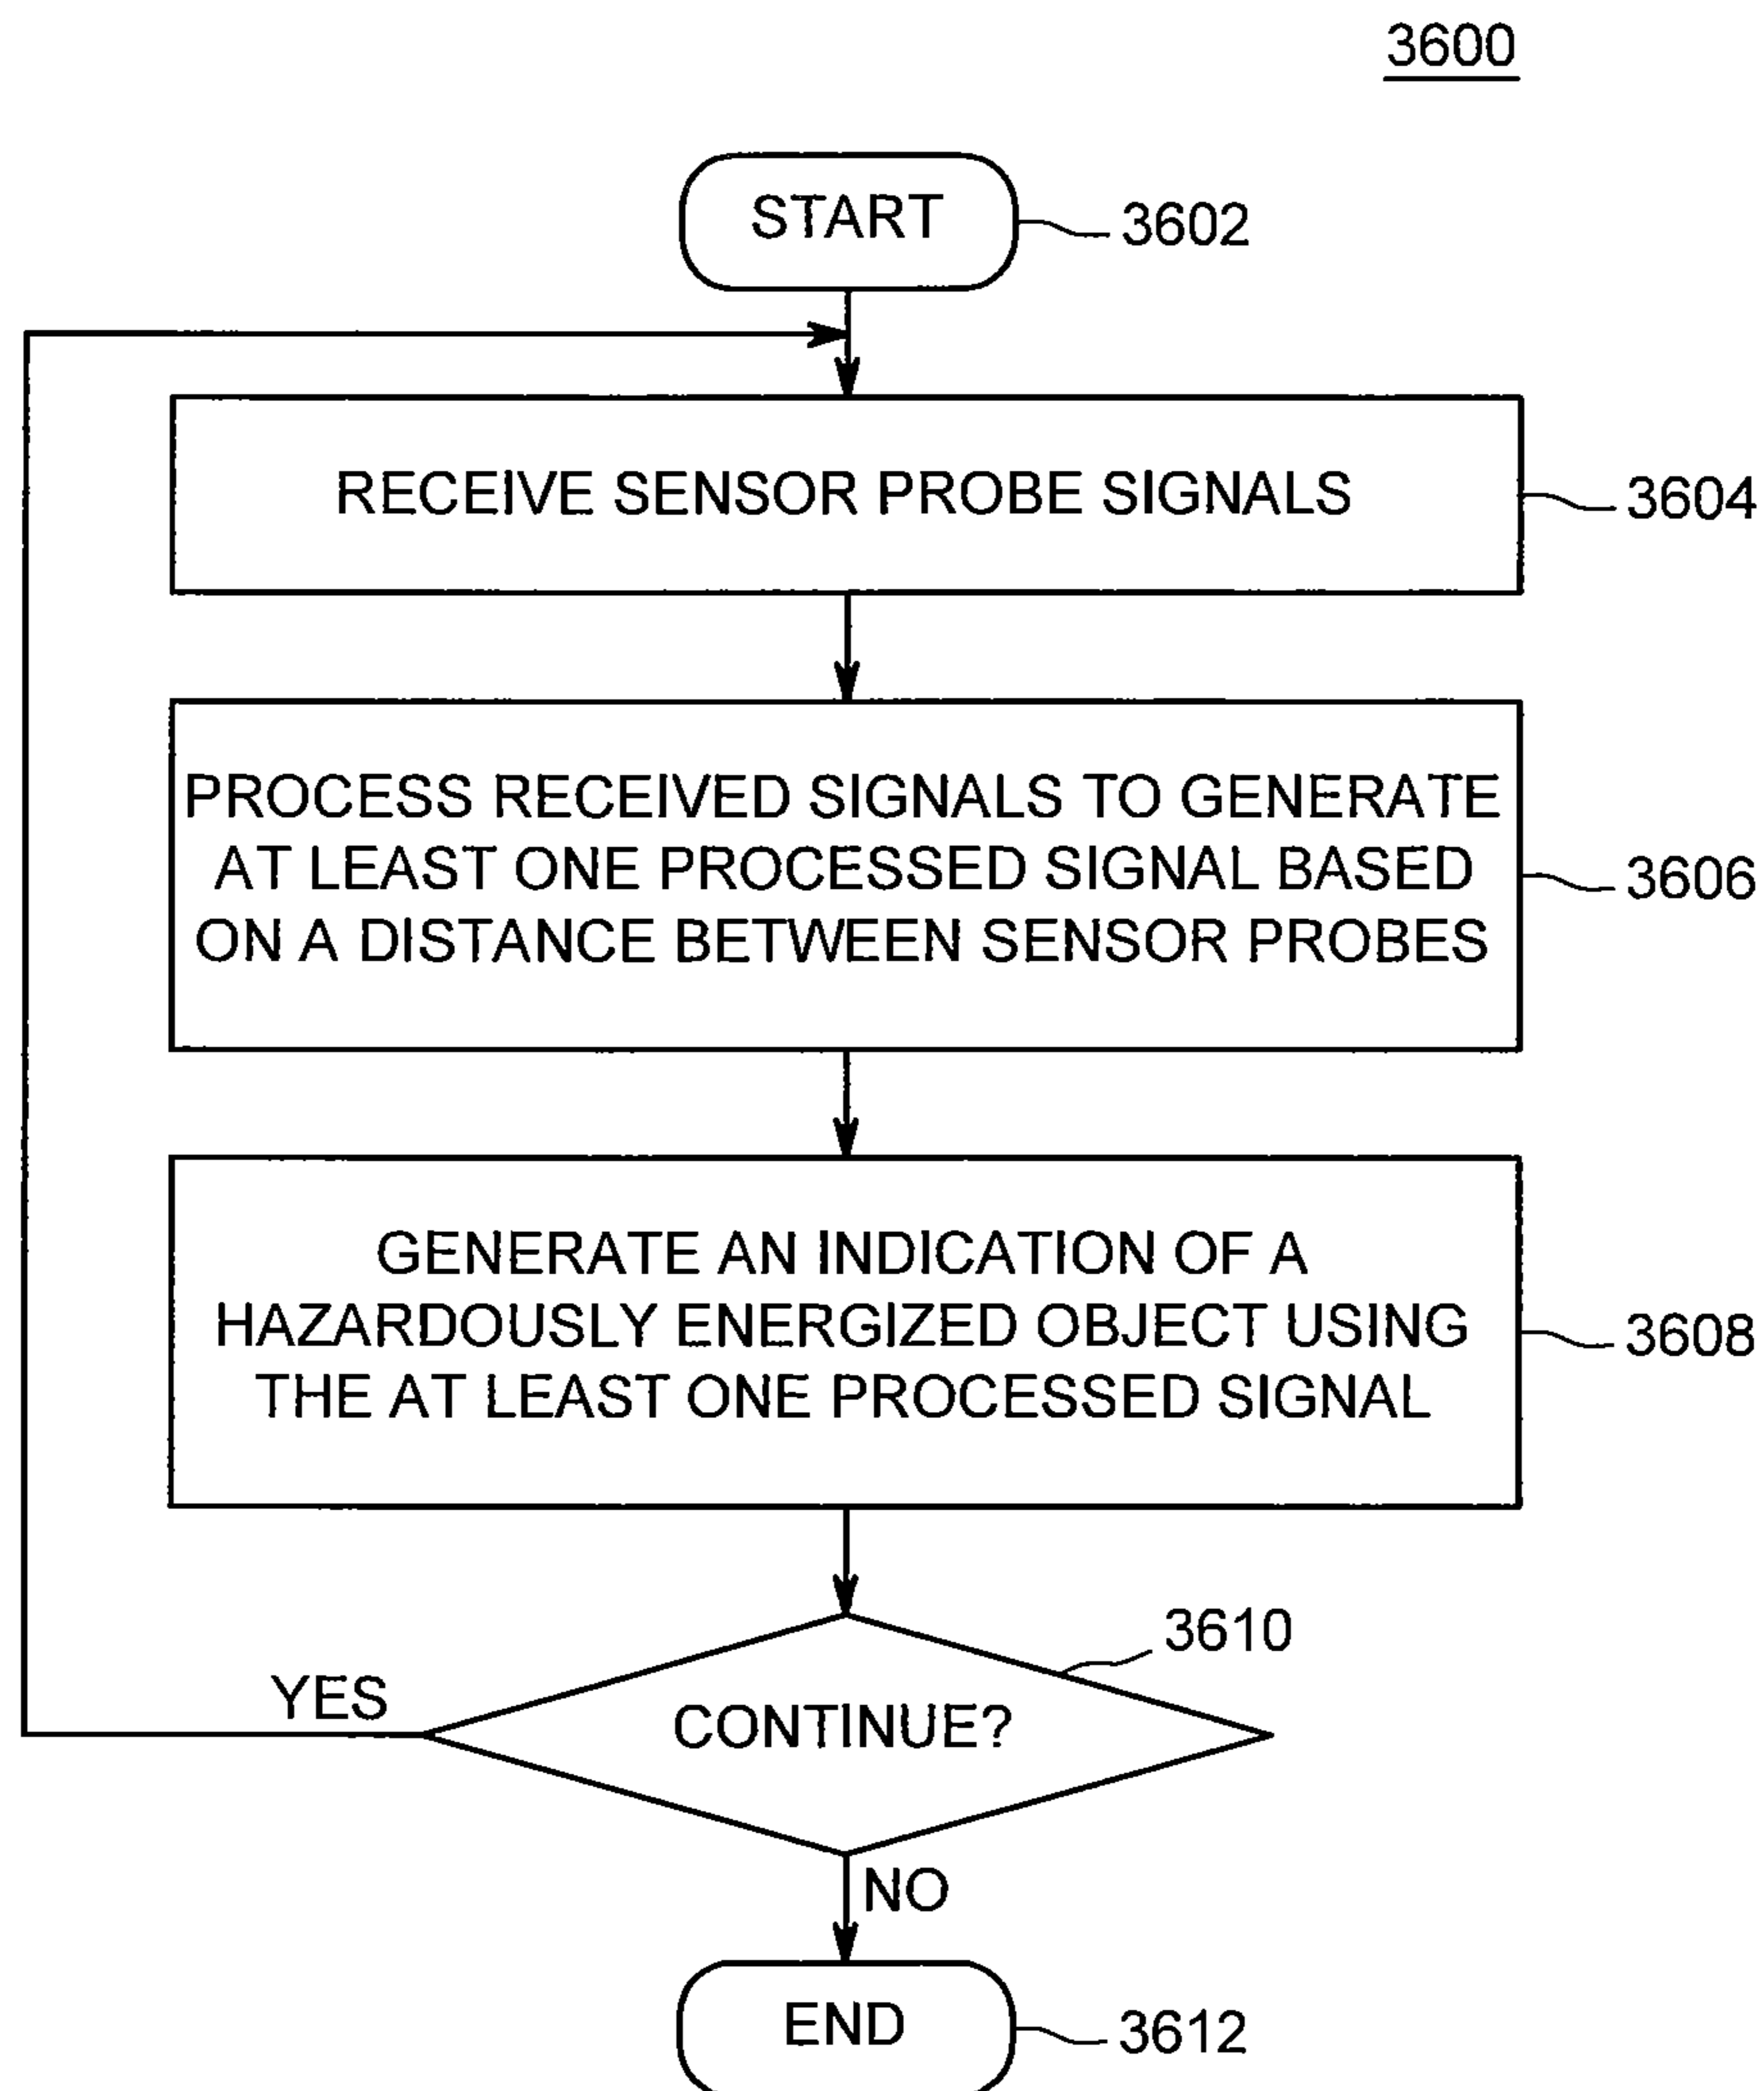 3600
START
3602
RECEIVE SENSOR PROBE SIGNALS
3604
PROCESS RECEIVED SIGNALS TO GENERATE
AT LEAST ONE PROCESSED SIGNAL BASED
ON A DISTANCE BETWEEN SENSOR PROBES
3606
GENERATE AN INDICATION OF A
HAZARDOUSLY ENERGIZED OBJECT USING
THE AT LEAST ONE PROCESSED SIGNAL
3608
3610
YES
CONTINUE?
NO
END
3612